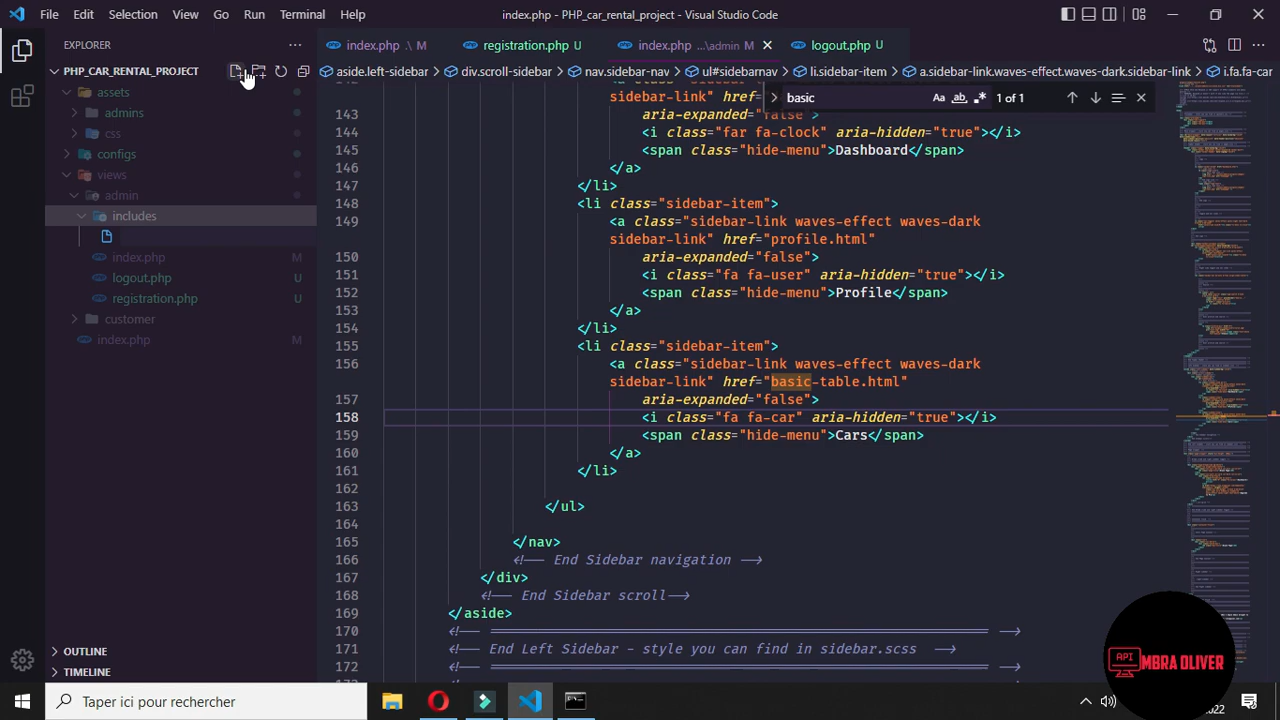 File Edit Selection View Go Run Terminal Help
index.php - PHP_car_rental_project - Visual Studio Code
EXPLORER
index.php .\ M
registration.php U
index.php ...\admin M
logout.php U
PHP_CAR_RENTAL_PROJECT
aside.left-sidebar
div.scroll-sidebar
nav.sidebar-nav
ul#sidebarnav
li.sidebar-item
a.sidebar-link.waves-effect.waves-dark.sidebar-link
i.fa.fa-car
assets
admins
css
configs
views
admin
includes
index.php M
logout.php U
registration.php U
customer
index.php M
OUTLINE
TIMELINE
basic
1 of 1
sidebar-link" href=
143 aria-expanded="false">
144 <i class="far fa-clock" aria-hidden="true"></i>
145 <span class="hide-menu">Dashboard</span>
146 </a>
147 </li>
148 <li class="sidebar-item">
149 <a class="sidebar-link waves-effect waves-dark
sidebar-link" href="profile.html"
150 aria-expanded="false">
151 <i class="fa fa-user" aria-hidden="true"></i>
152 <span class="hide-menu">Profile</span>
153 </a>
154 </li>
155 <li class="sidebar-item">
156 <a class="sidebar-link waves-effect waves-dark
sidebar-link" href="basic-table.html"
157 aria-expanded="false">
158 <i class="fa fa-car" aria-hidden="true"></i>
159 <span class="hide-menu">Cars</span>
160 </a>
161 </li>
162
163 </ul>
164
165 </nav>
166 <!-- End Sidebar navigation -->
167 </div>
168 <!-- End Sidebar scroll-->
169 </aside>
170 <!-- ============================================================== -->
171 <!-- End Left Sidebar - style you can find in sidebar.scss -->
172 <!-- ============================================================== -->
API
MBRA OLIVER
Taper ici pour rechercher